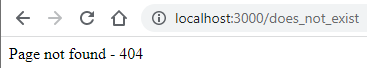 localhost:3000/does_not_exist
Page not found - 404